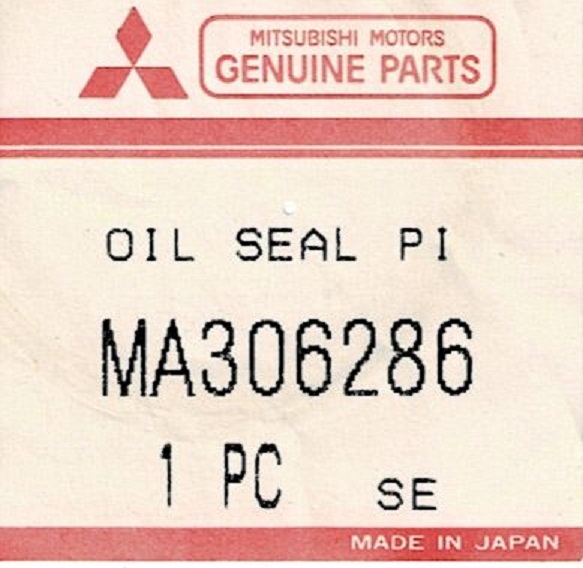 MITSUBISHI MOTORS
GENUINE PARTS
OIL SEAL PI
MA306286
1 PC SE
MADE IN JAPAN